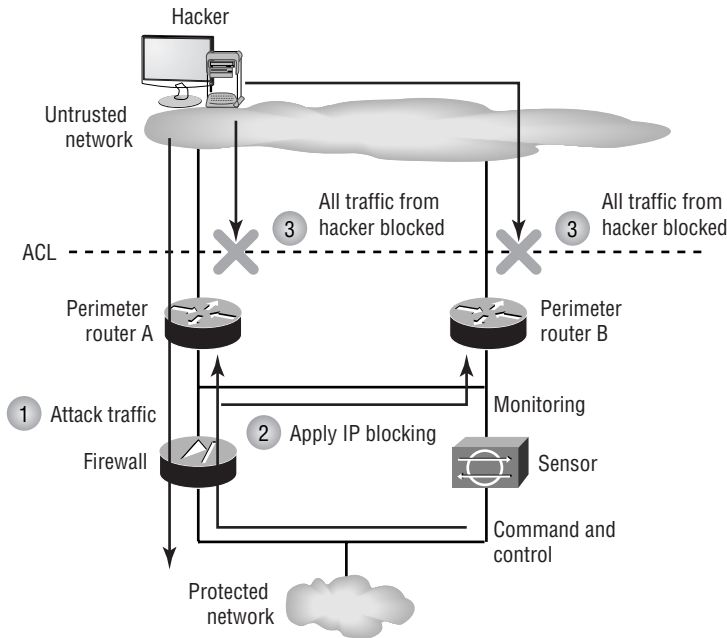 Hacker
Untrusted
network
All traffic from
hacker blocked
3
All traffic from
hacker blocked
3
ACL
Perimeter
router A
Perimeter
router B
1 Attack traffic
2 Apply IP blocking
Monitoring
Firewall
Sensor
Command and
control
Protected
network